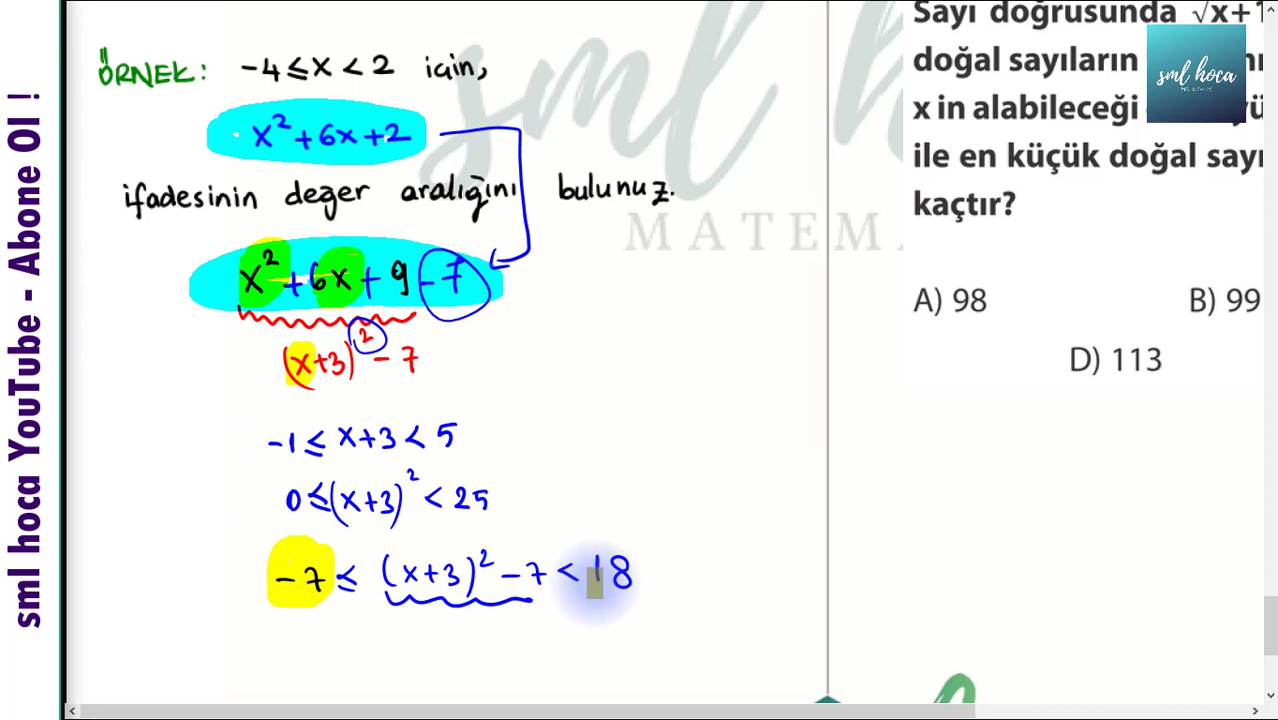 sml hoca YouTube - Abone Ol !
ÖRNEK: -4 ≤ x < 2 için,
x² + 6x + 2
ifadesinin değer aralığını bulunuz.
x² + 6x + 9 - 7
(x+3)² - 7
-1 ≤ x+3 < 5
0 ≤ (x+3)² < 25
-7 ≤ (x+3)² - 7 < 18
MATEMA
Sayı doğrusunda √x+1
doğal sayıların
x in alabileceği
ile en küçük doğal sayı
kaçtır?
A) 98 B) 99
D) 113
sml hoca
MATEMATİK